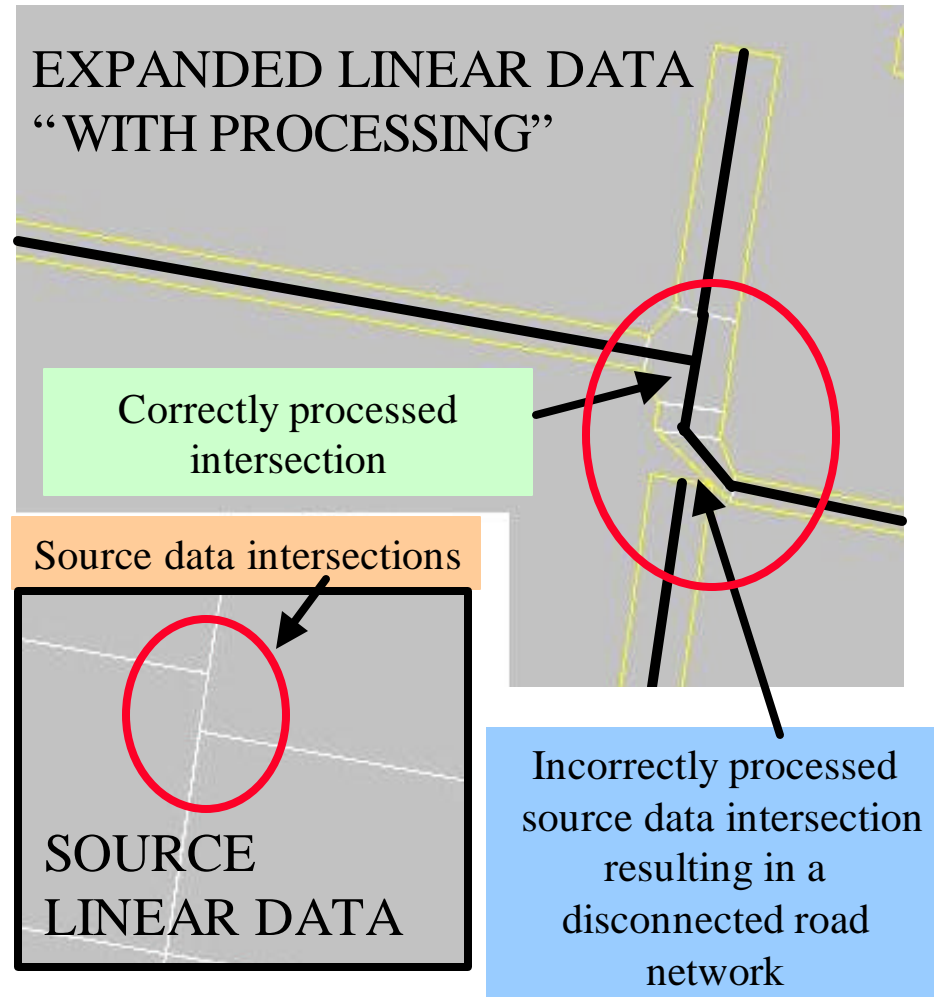 EXPANDED LINEAR DATA
“WITH PROCESSING”
Correctly processed
intersection
Source data intersections
SOURCE
LINEAR DATA
Incorrectly processed
source data intersection
resulting in a
disconnected road
network